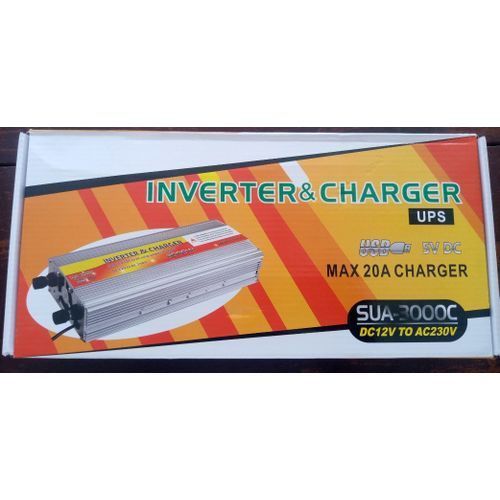 INVERTER & CHARGER
UPS
USB 5V DC
MAX 20A CHARGER
SUA-3000C
DC12V TO AC230V
INVERTER & CHARGER